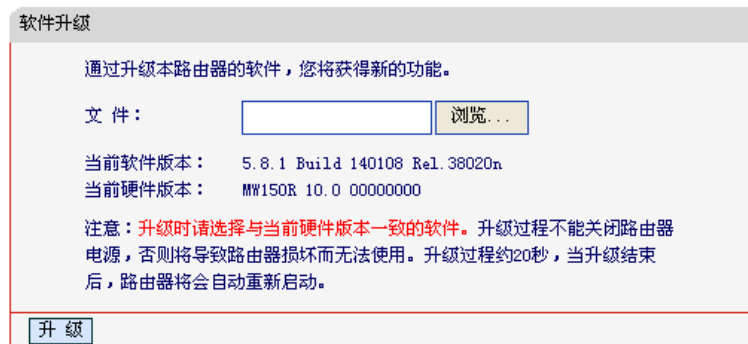 软件升级
通过升级本路由器的软件，您将获得新的功能。
文 件： 浏览...
当前软件版本： 5.8.1 Build 140108 Rel.38020n
当前硬件版本： MW150R 10.0 00000000
注意：升级时请选择与当前硬件版本一致的软件。升级过程不能关闭路由器
电源，否则将导致路由器损坏而无法使用。升级过程约20秒，当升级结束
后，路由器将会自动重新启动。
升 级